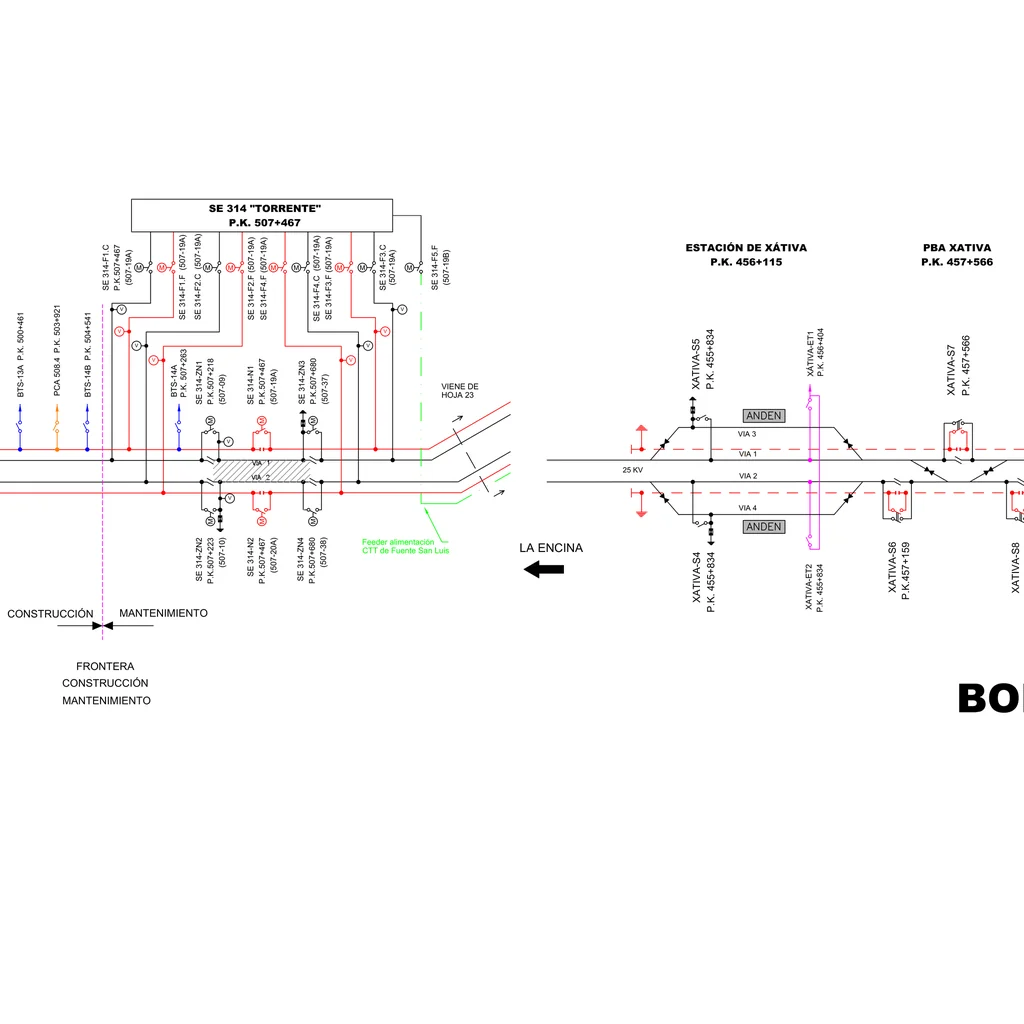 SE 314 "TORRENTE"
P.K. 507+467
SE 314-F1.C
P.K.507+467
(507-19A)
SE 314-F1.F (507-19A)
SE 314-F2.C (507-19A)
SE 314-F2.F (507-19A)
SE 314-F4.F (507-19A)
SE 314-F4.C (507-19A)
SE 314-F3.F (507-19A)
SE 314-F3.C
(507-19A)
SE 314-F5.F
(507-19B)
M
M
M
M
M
M
M
M
V
V
V
V
V
V
V
V
BTS-13A P.K. 500+461
PCA 508.4 P.K. 503+921
BTS-14B P.K. 504+541
BTS-14A
P.K. 507+263
SE 314-ZN1
P.K.507+218
(507-09)
SE 314-N1
P.K.507+467
(507-19A)
SE 314-ZN3
P.K.507+680
(507-37)
VIENE DE
HOJA 23
M
M
M
V
VIA 1
VIA 2
V
M
M
M
SE 314-ZN2
P.K.507+223
(507-10)
SE 314-N2
P.K.507+467
(507-20A)
SE 314-ZN4
P.K.507+680
(507-38)
Feeder alimentación
CTT de Fuente San Luis
CONSTRUCCIÓN
MANTENIMIENTO
FRONTERA
CONSTRUCCIÓN
MANTENIMIENTO
ESTACIÓN DE XÁTIVA
P.K. 456+115
PBA XATIVA
P.K. 457+566
XATIVA-S5
P.K. 455+834
XÁTIVA-ET1
P.K. 456+404
XATIVA-S7
P.K. 457+566
ANDEN
VIA 3
VIA 1
25 KV
VIA 2
VIA 4
ANDEN
LA ENCINA
XATIVA-S4
P.K. 455+834
XATIVA-ET2
P.K. 455+834
XATIVA-S6
P.K.457+159
XATIVA-S8